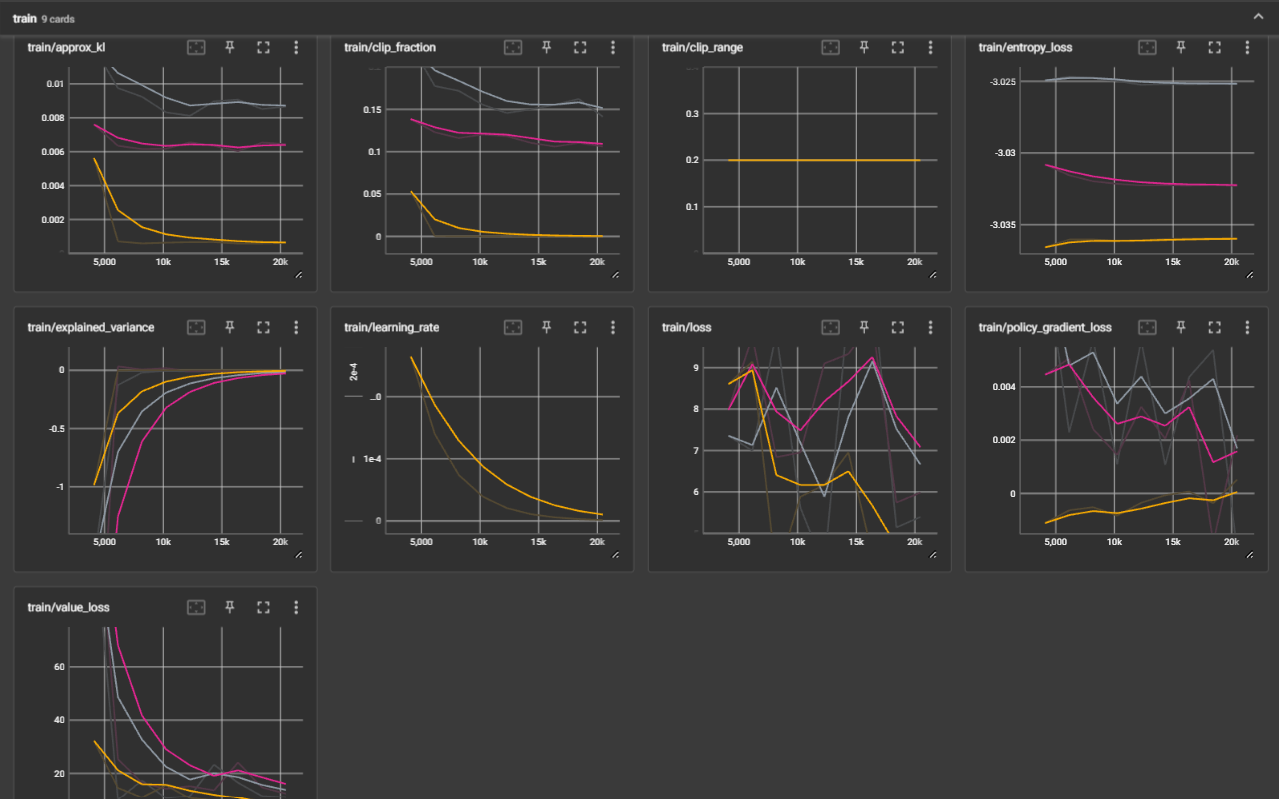 train 9 cards
train/approx_kl
0.01
0.008
0.006
0.004
0.002
5,000 10k 15k 20k
train/clip_fraction
0.15
0.1
0.05
0
5,000 10k 15k 20k
train/clip_range
0.3
0.2
0.1
5,000 10k 15k 20k
train/entropy_loss
-3.025
-3.03
-3.035
5,000 10k 15k 20k
train/explained_variance
0
-0.5
-1
5,000 10k 15k 20k
train/learning_rate
2e-4
1e-4
0
5,000 10k 15k 20k
train/loss
9
8
7
6
5,000 10k 15k 20k
train/policy_gradient_loss
0.004
0.002
0
5,000 10k 15k 20k
train/value_loss
60
40
20